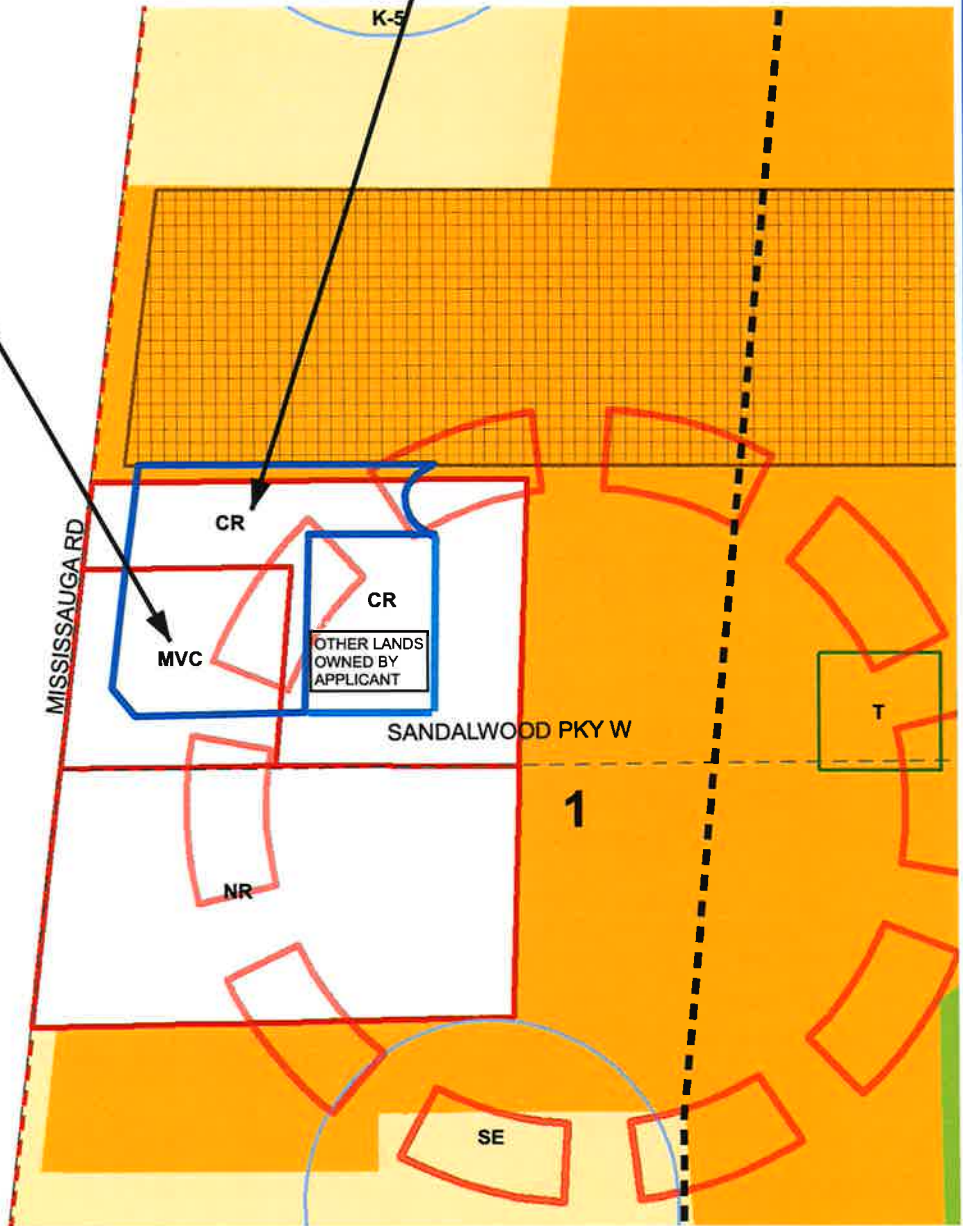 K-5
CR
CR
MISSISSAUGA RD
MVC
OTHER LANDS
OWNED BY
APPLICANT
T
SANDALWOOD PKY W
1
NR
SE